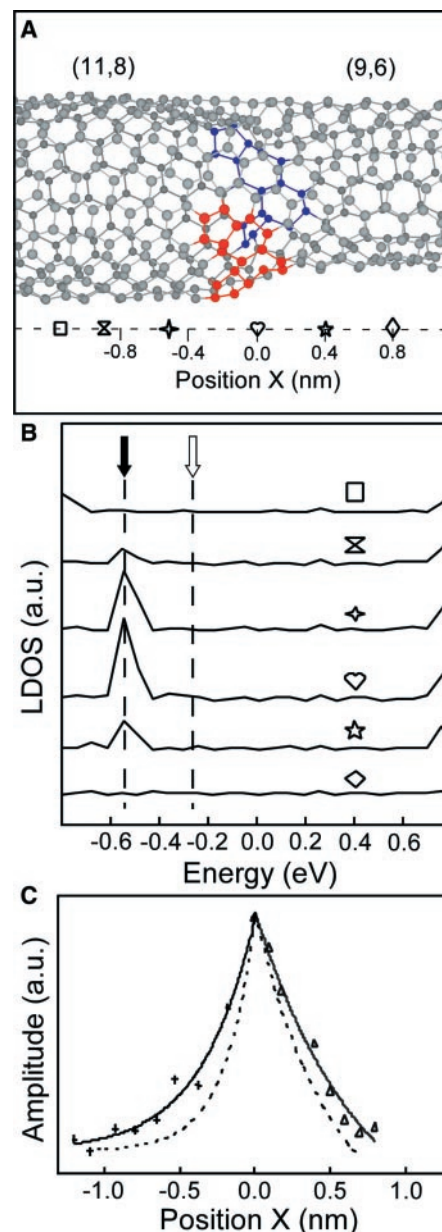 A
(11,8) (9,6)
-0.8 -0.4 0.0 0.4 0.8
Position X (nm)
B
LDOS (a.u.)
-0.6 -0.4 -0.2 0.0 0.2 0.4 0.6
Energy (eV)
C
Amplitude (a.u.)
-1.0 -0.5 0.0 0.5 1.0
Position X (nm)